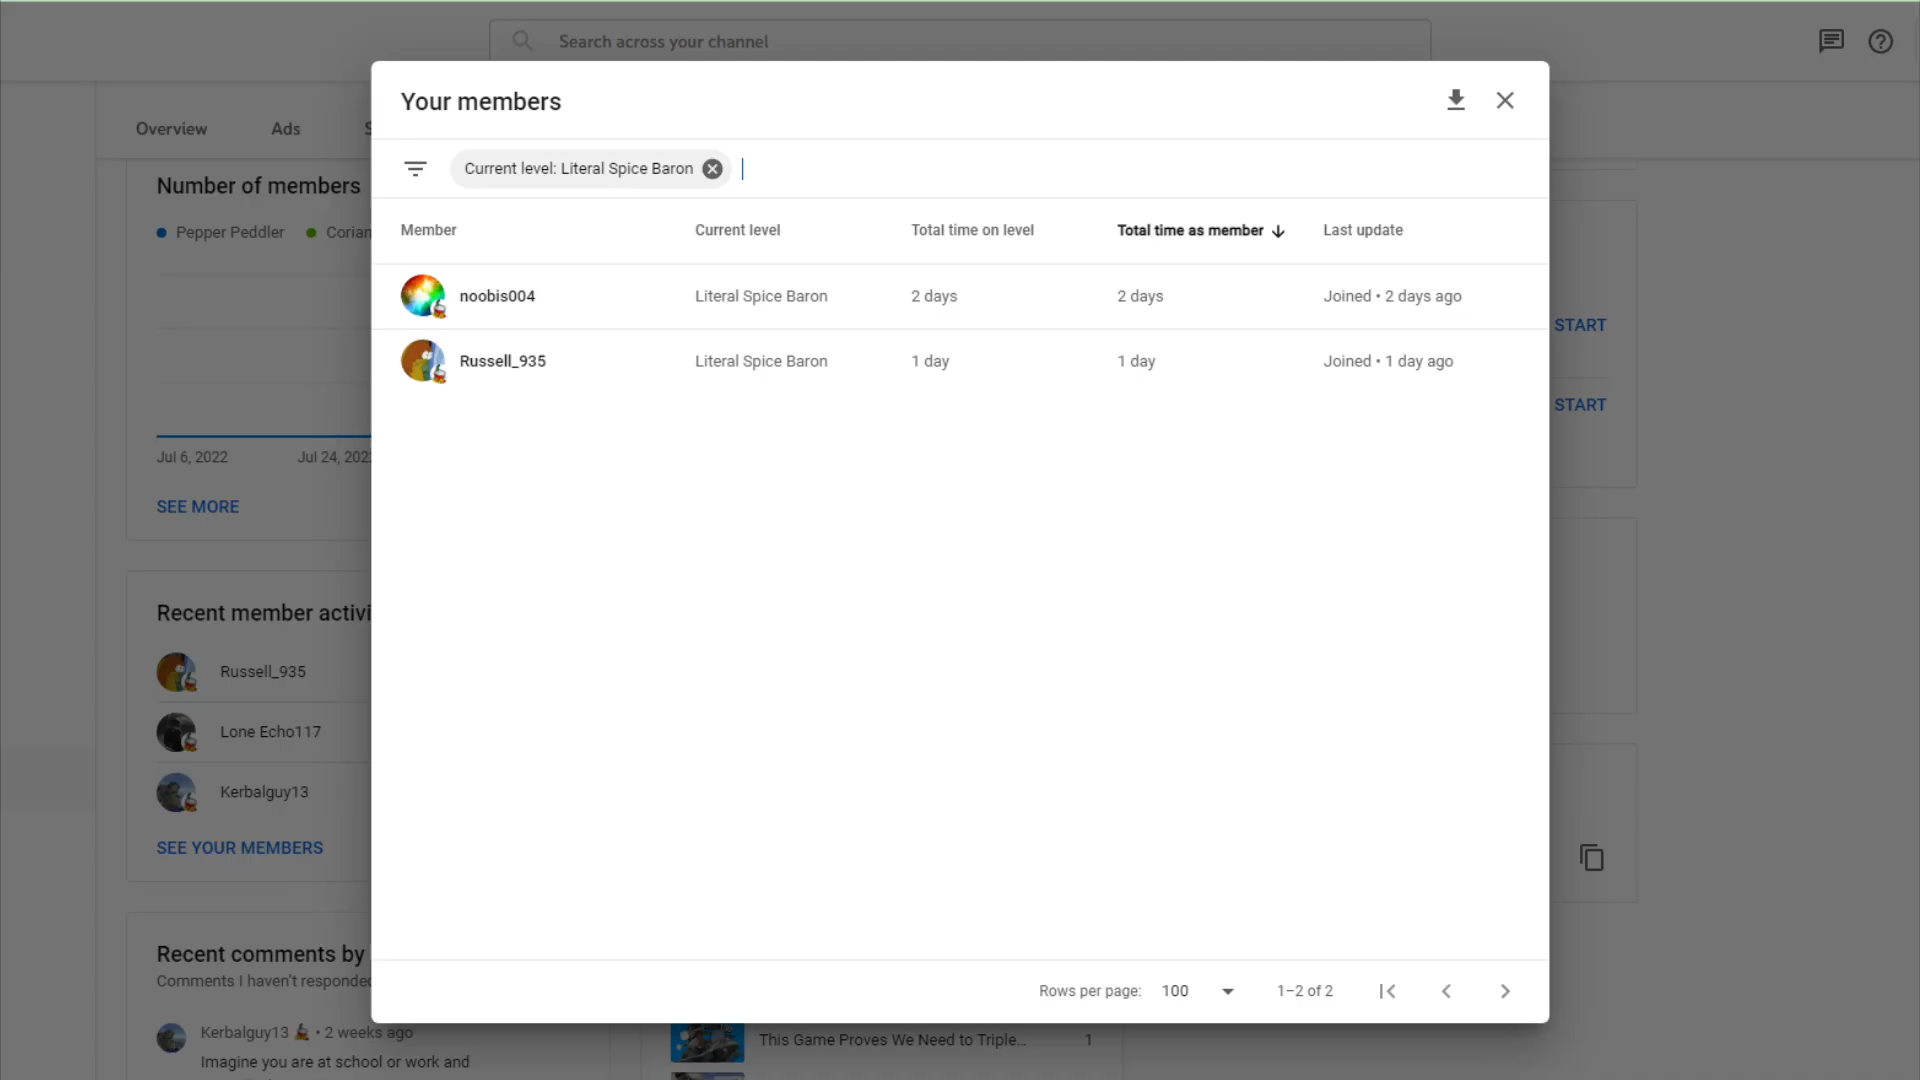 Search across your channel
Your members
Overview
Ads
Current level: Literal Spice Baron
Number of members
Pepper Peddler
Member
Current level
Total time on level
Total time as member
Last update
noobis004
Literal Spice Baron
2 days
2 days
Joined • 2 days ago
START
Russell_935
Literal Spice Baron
1 day
1 day
Joined • 1 day ago
START
Jul 6, 2022
Jul 24, 202
SEE MORE
Recent member activi
Russell_935
Lone Echo117
Kerbalguy13
SEE YOUR MEMBERS
Recent comments by
Comments I haven't responded
Kerbalguy13 • 2 weeks ago
Imagine you are at school or work and
Rows per page:
100
1–2 of 2
This Game Proves We Need to Triple...
1